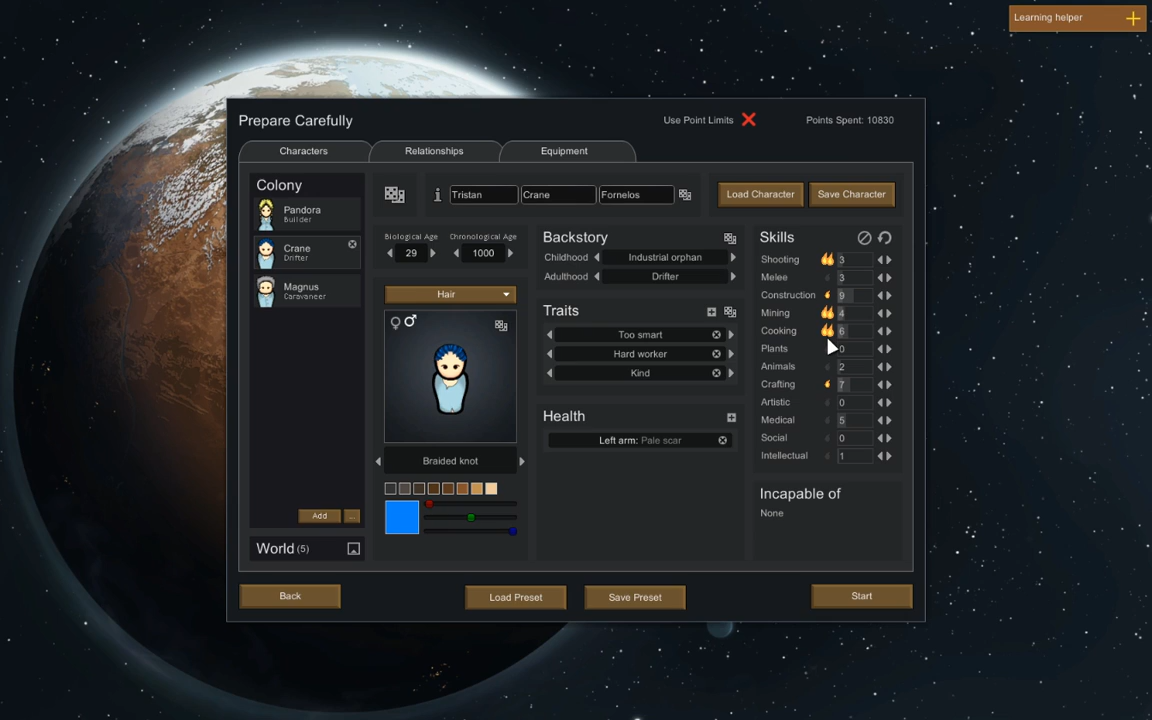 Learning helper
Prepare Carefully
Use Point Limits
Points Spent: 10830
Characters
Relationships
Equipment
Colony
Pandora
Builder
Crane
Drifter
Magnus
Caravaneer
Add
...
World (5)
Tristan
Crane
Fornelos
Load Character
Save Character
Biological Age
29
Chronological Age
1000
Hair
Braided knot
Backstory
Childhood Industrial orphan
Adulthood Drifter
Traits
Too smart
Hard worker
Kind
Health
Left arm: Pale scar
Skills
Shooting 3
Melee 3
Construction 9
Mining 4
Cooking 6
Plants 0
Animals 2
Crafting 7
Artistic 0
Medical 5
Social 0
Intellectual 1
Incapable of
None
Back
Load Preset
Save Preset
Start